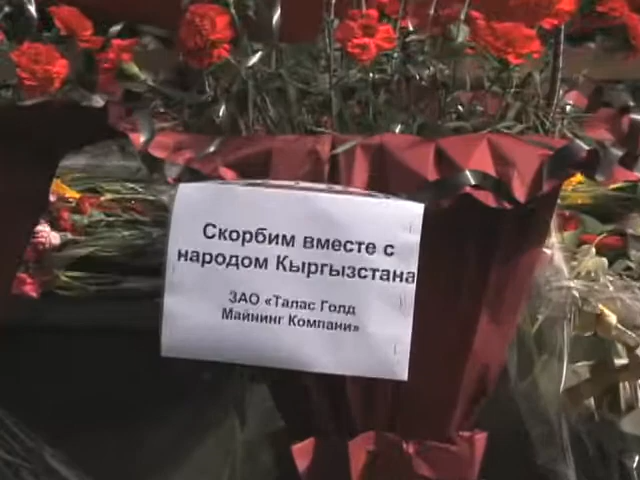 Скорбим вместе с
народом Кыргызстана
ЗАО «Талас Голд
Майнинг Компани»